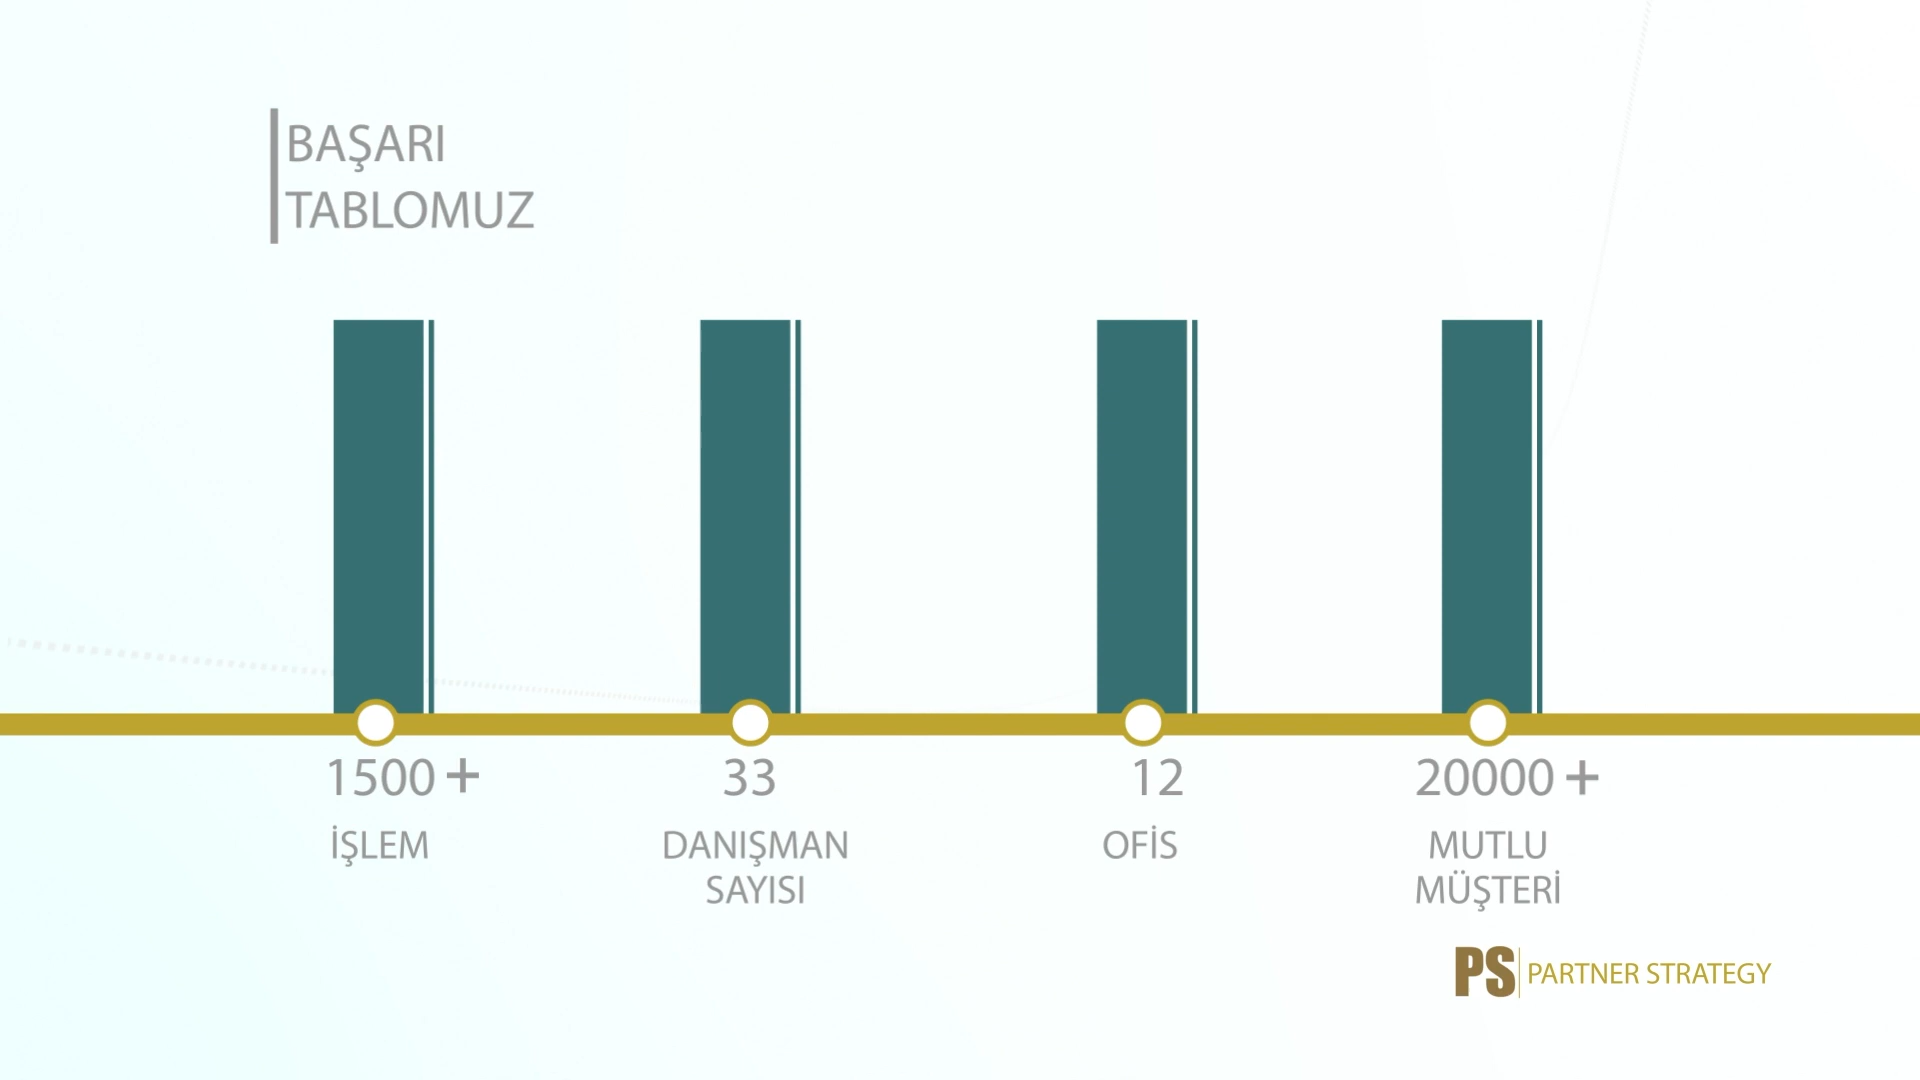 BAŞARI
TABLOMUZ
1500 +
İŞLEM
33
DANIŞMAN
SAYISI
12
OFİS
20000 +
MUTLU
MÜŞTERİ
PS PARTNER STRATEGY